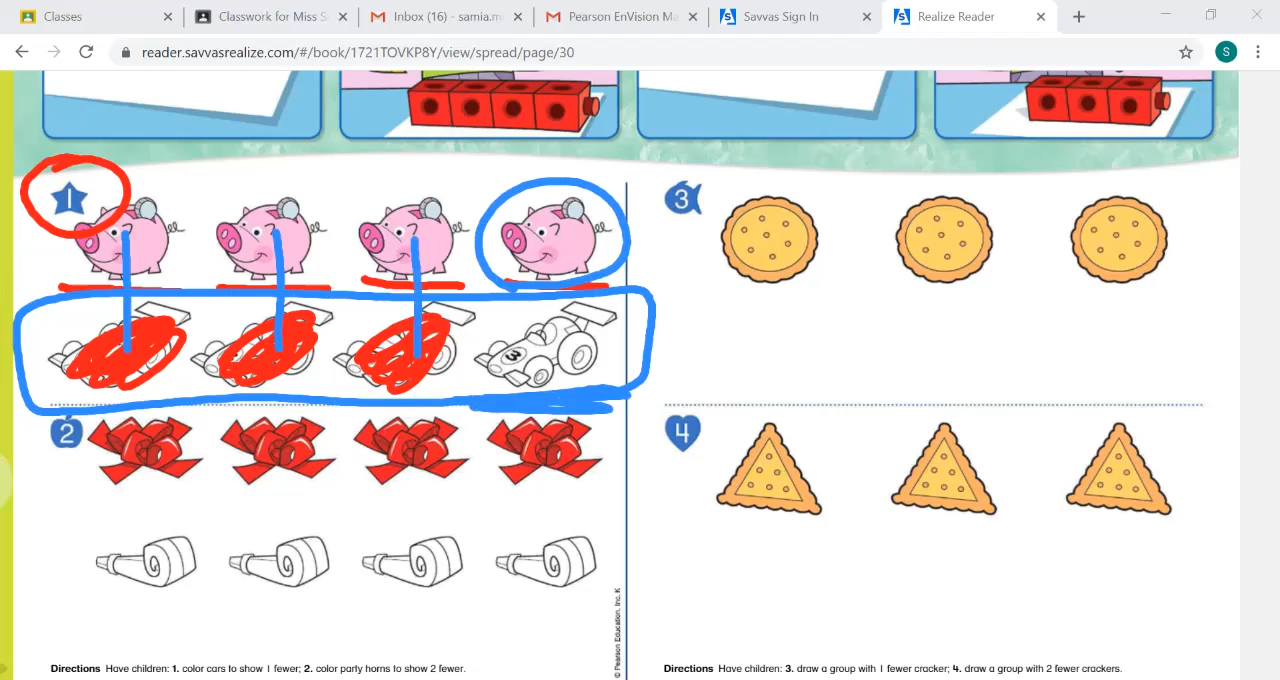 Classes
Classwork for Miss S
Inbox (16) - samia.m
Pearson EnVision Ma
Savvas Sign In
Realize Reader
reader.savvasrealize.com/#/book/1721TOVKP8Y/view/spread/page/30
S
1
3
3
2
4
© Pearson Education, Inc. K
Directions Have children: 1. color cars to show 1 fewer; 2. color party horns to show 2 fewer.
Directions Have children: 3. draw a group with 1 fewer cracker; 4. draw a group with 2 fewer crackers.